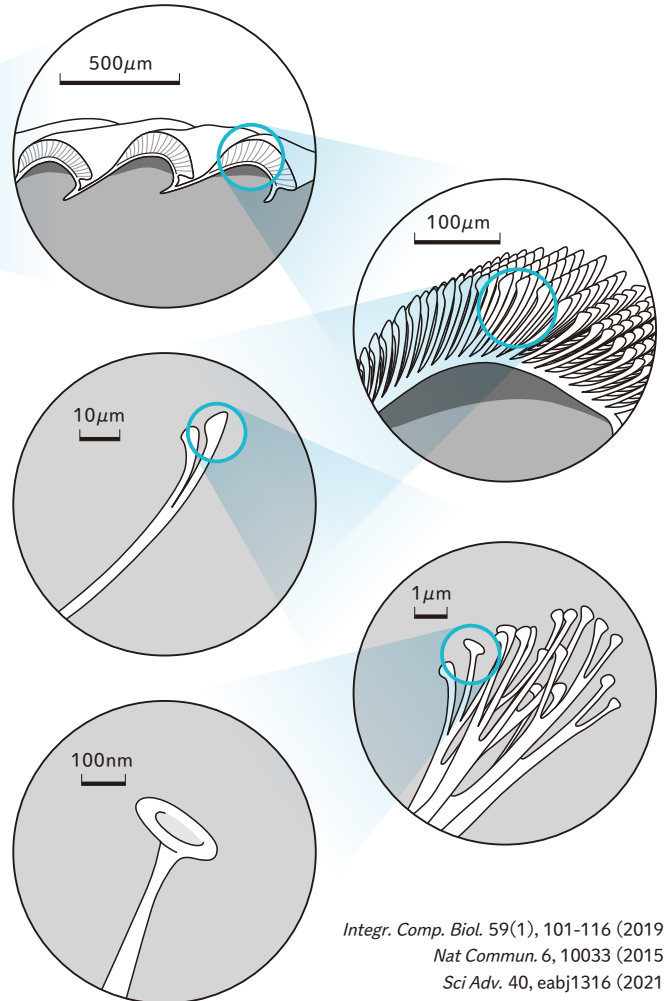 500μm
100μm
10μm
1μm
100nm
Integr. Comp. Biol. 59(1), 101-116 (2019
Nat Commun. 6, 10033 (2015
Sci Adv. 40, eabj1316 (2021